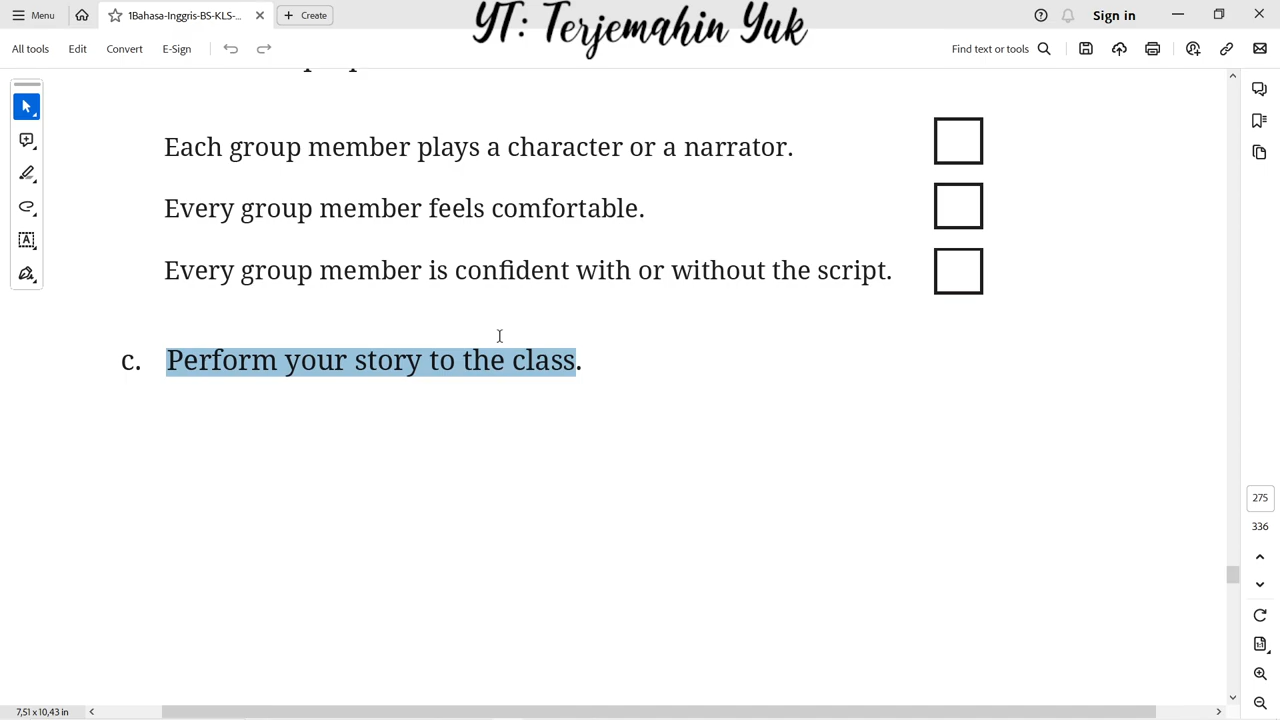 Menu
1Bahasa-Inggris-BS-KLS-...
Create
YT: Terjemahin Yuk
Sign in
All tools
Edit
Convert
E-Sign
Find text or tools
Each group member plays a character or a narrator.
Every group member feels comfortable.
Every group member is confident with or without the script.
c. Perform your story to the class.
275
336
7,51 x 10,43 in